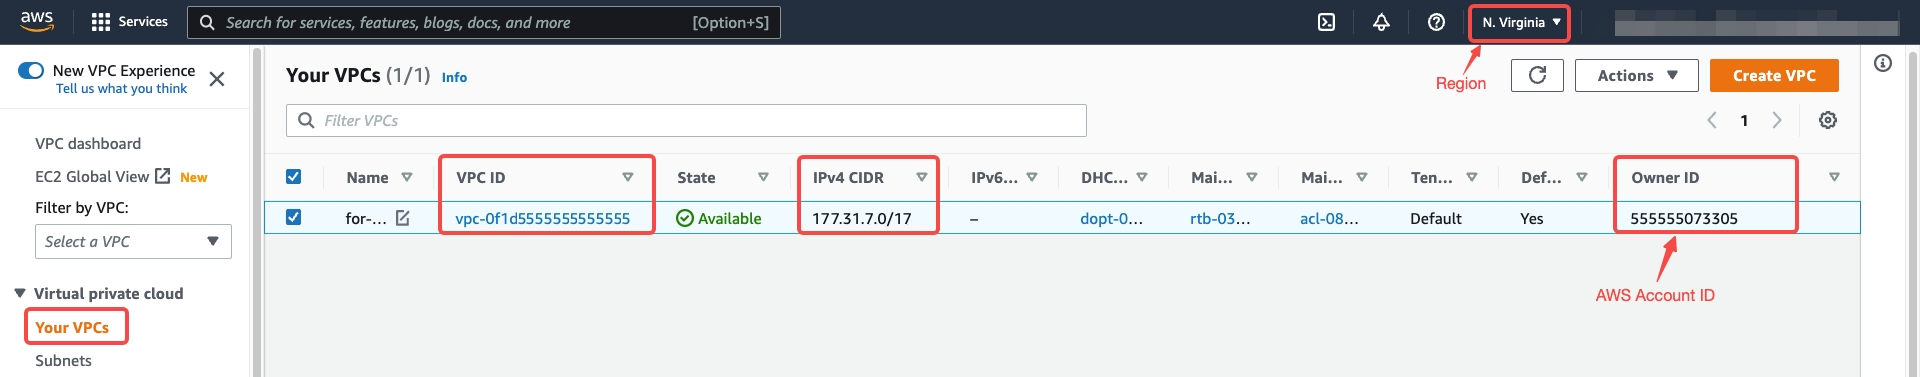 aws Services Search for services, features, blogs, docs, and more [Option+S] N. Virginia
New VPC Experience
Tell us what you think
VPC dashboard
EC2 Global View New
Filter by VPC:
Select a VPC
Virtual private cloud
Your VPCs
Subnets
Your VPCs (1/1) Info
Region
Actions Create VPC
Filter VPCs
1
Name VPC ID State IPv4 CIDR IPv6... DHC... Mai... Mai... Ten... Def... Owner ID
for-... vpc-0f1d5555555555555 Available 177.31.7.0/17 – dopt-0... rtb-03... acl-08... Default Yes 555555073305
AWS Account ID